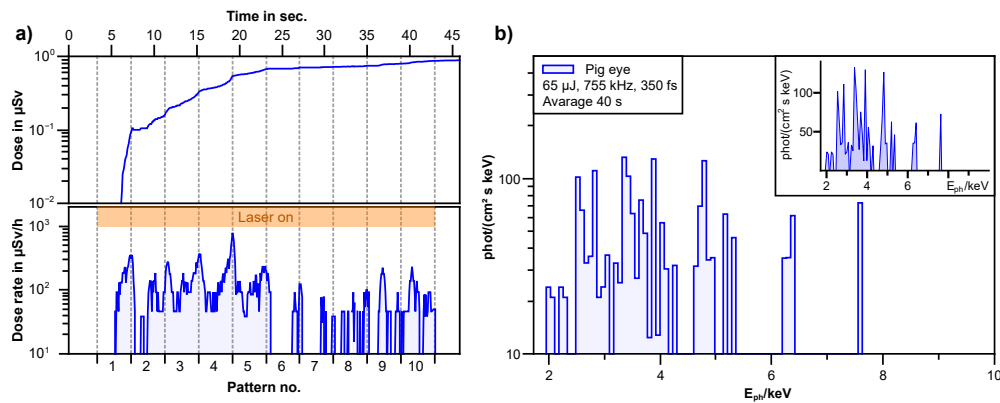 a)
Time in sec.
0 5 10 15 20 25 30 35 40 45
Dose in µSv
10⁰
10⁻¹
10⁻²
Dose rate in µSv/h
10³
10²
10¹
Laser on
1 2 3 4 5 6 7 8 9 10
Pattern no.
b)
phot/(cm² s keV)
100
10
Pig eye
65 µJ, 755 kHz, 350 fs
Avarage 40 s
phot/(cm² s keV)
100
50
2 4 6 8 E_ph/keV
2 4 6 8 10
E_ph/keV